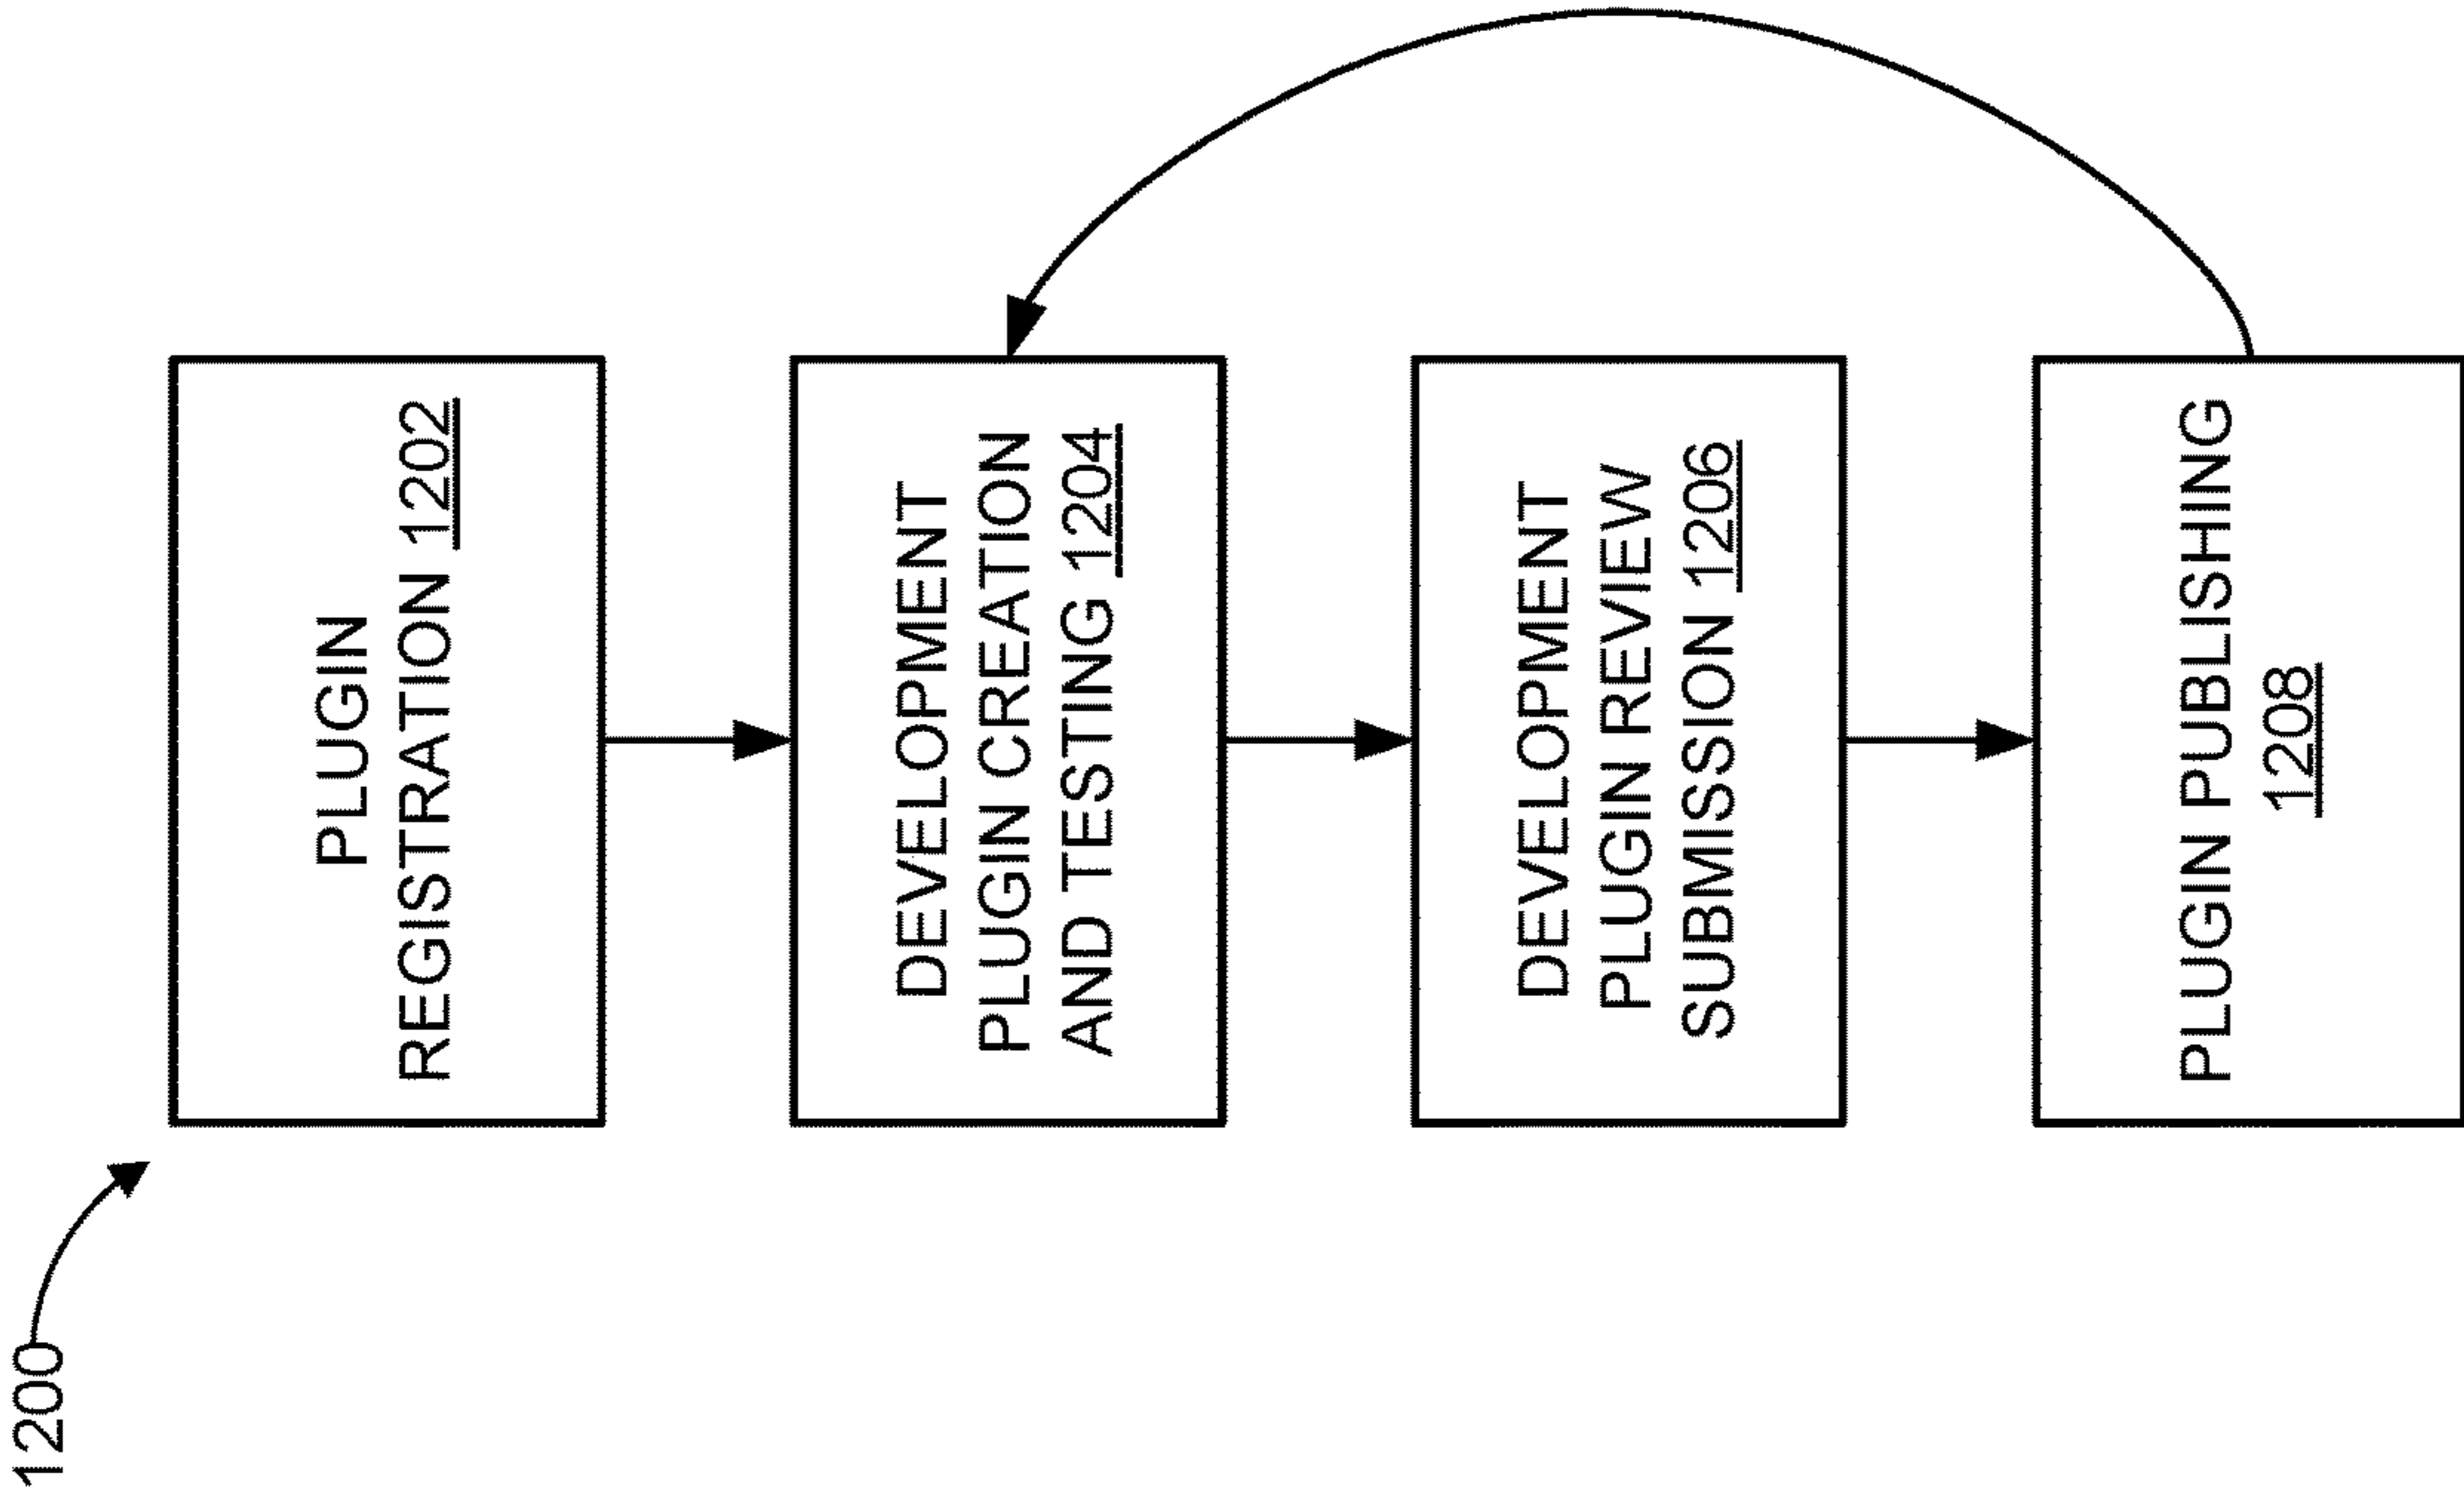 1200
PLUGIN
REGISTRATION 1202
DEVELOPMENT
PLUGIN CREATION
AND TESTING 1204
DEVELOPMENT
PLUGIN REVIEW
SUBMISSION 1206
PLUGIN PUBLISHING
1208